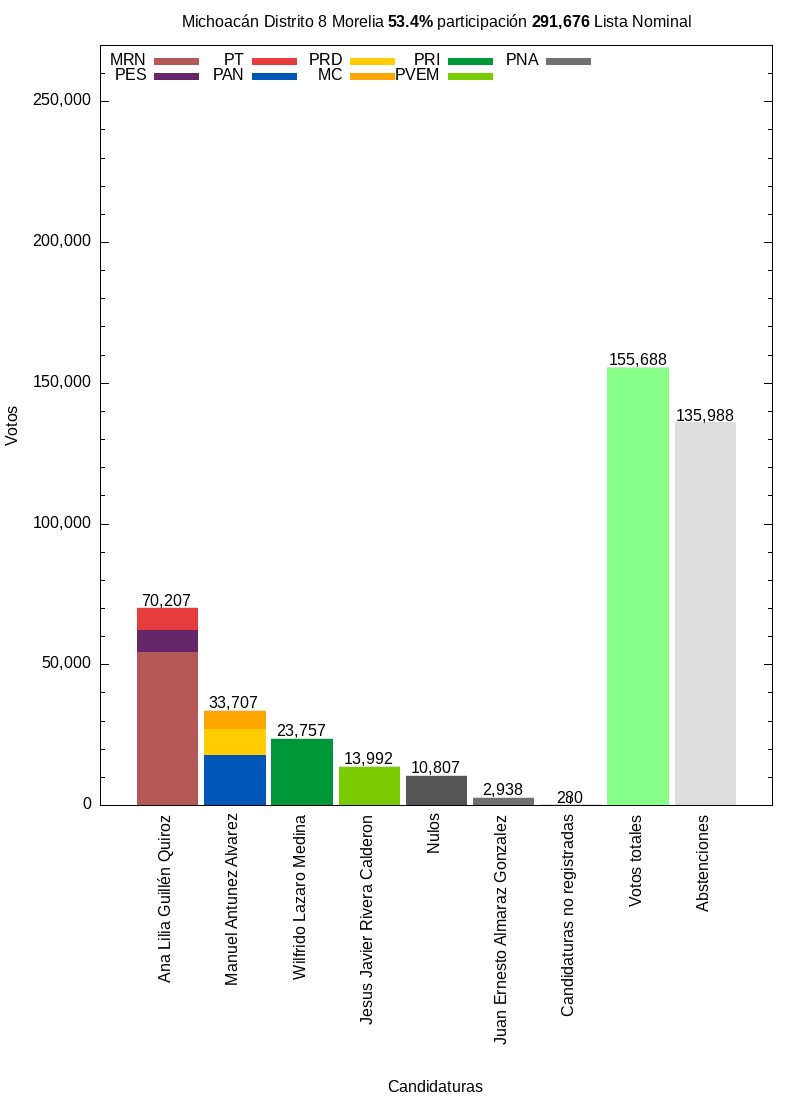 Michoacán Distrito 8 Morelia 53.4% participación 291,676 Lista Nominal
MRN PT PRD PRI PNA
PES PAN MC PVEM
250,000
200,000
150,000
100,000
50,000
0
Votos
70,207
33,707
23,757
13,992
10,807
2,938
280
155,688
135,988
Ana Lilia Guillén Quiroz
Manuel Antunez Alvarez
Wilfrido Lazaro Medina
Jesus Javier Rivera Calderon
Nulos
Juan Ernesto Almaraz Gonzalez
Candidaturas no registradas
Votos totales
Abstenciones
Candidaturas